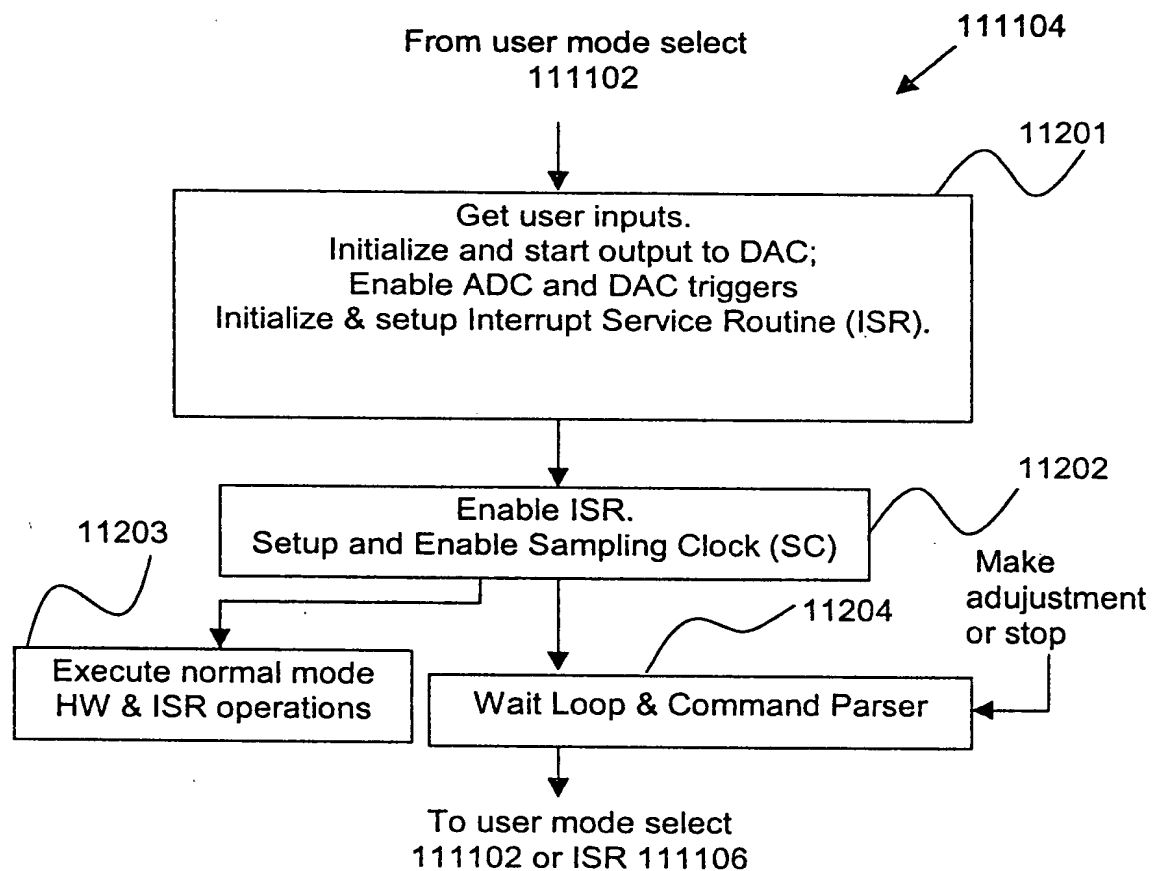 From user mode select
111102
111104
11201
Get user inputs.
Initialize and start output to DAC;
Enable ADC and DAC triggers
Initialize & setup Interrupt Service Routine (ISR).
11202
Enable ISR.
Setup and Enable Sampling Clock (SC)
11203
Make
adujustment
or stop
11204
Execute normal mode
HW & ISR operations
Wait Loop & Command Parser
To user mode select
111102 or ISR 111106